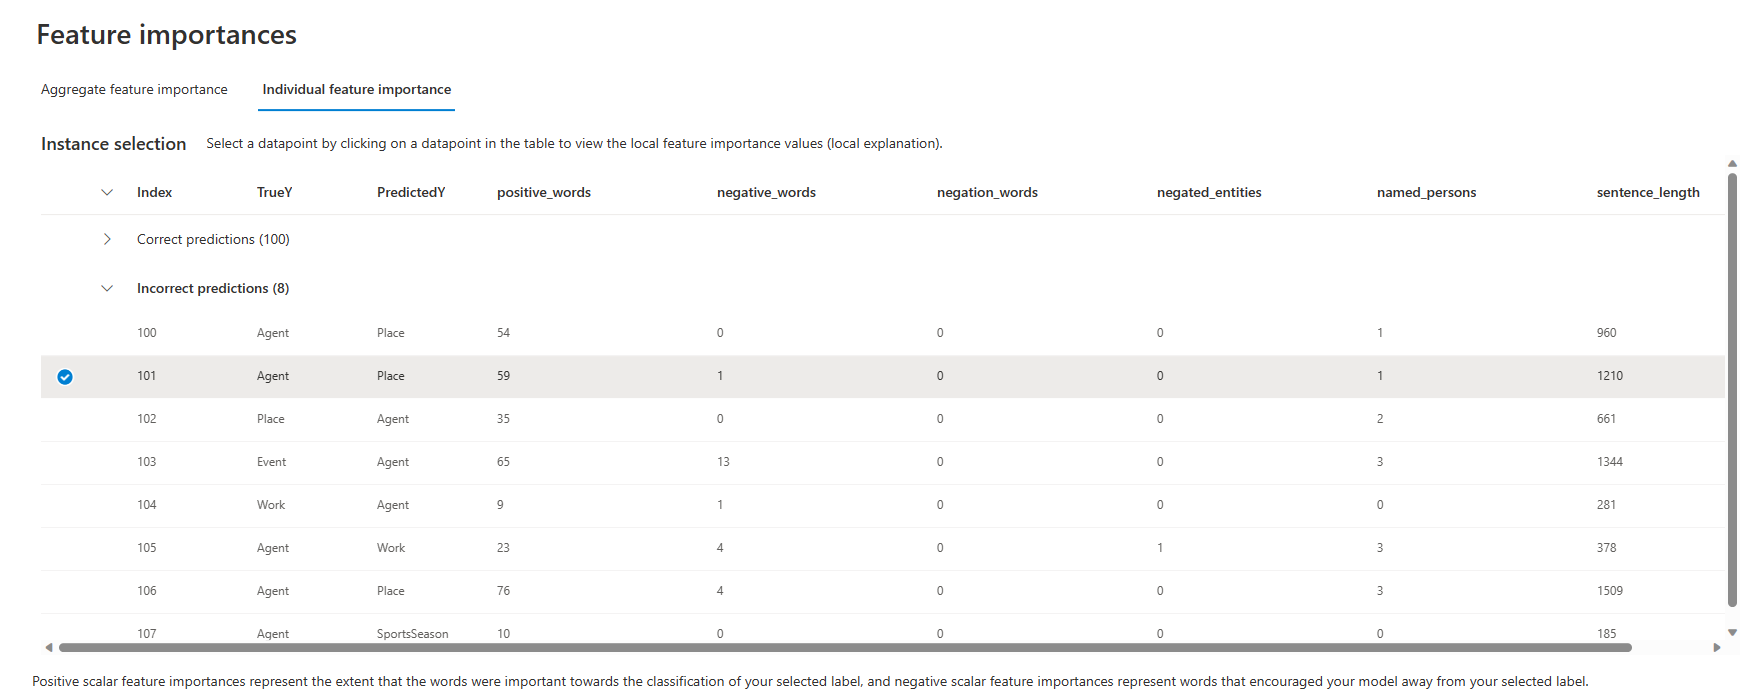 Feature importances
Aggregate feature importance Individual feature importance
Instance selection Select a datapoint by clicking on a datapoint in the table to view the local feature importance values (local explanation).
Index TrueY PredictedY positive_words negative_words negation_words negated_entities named_persons sentence_length
Correct predictions (100)
Incorrect predictions (8)
100 Agent Place 54 0 0 0 1 960
101 Agent Place 59 1 0 0 1 1210
102 Place Agent 35 0 0 0 2 661
103 Event Agent 65 13 0 0 3 1344
104 Work Agent 9 1 0 0 0 281
105 Agent Work 23 4 0 1 3 378
106 Agent Place 76 4 0 0 3 1509
107 Agent SportsSeason 10 0 0 0 0 185
Positive scalar feature importances represent the extent that the words were important towards the classification of your selected label, and negative scalar feature importances represent words that encouraged your model away from your selected label.